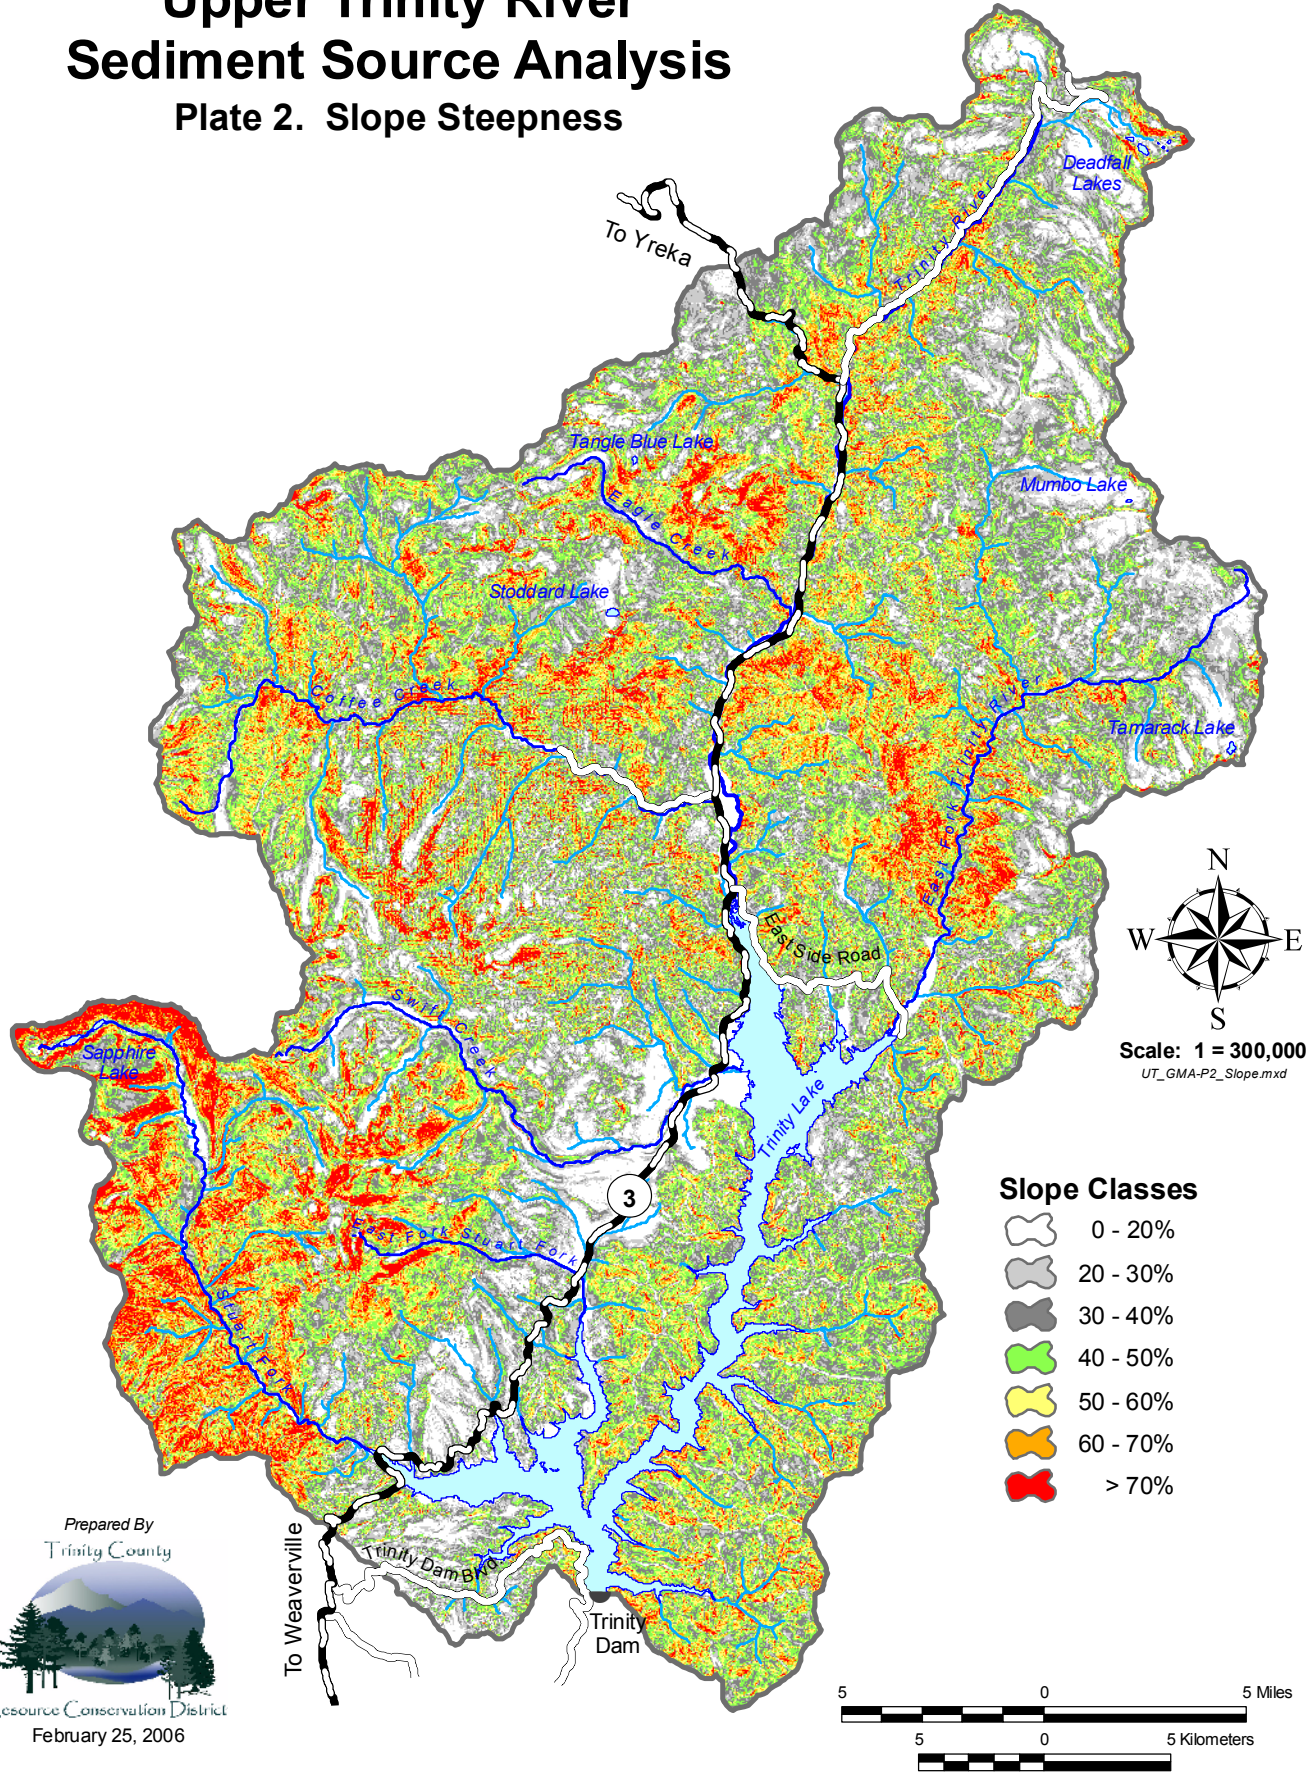 Upper Trinity River
Sediment Source Analysis
Plate 2. Slope Steepness
Deadfall
Lakes
Trinity River
To Yreka
Tangle Blue Lake
Eagle Creek
Mumbo Lake
Stoddard Lake
Coffee Creek
East Fork Trinity River
Tamarack Lake
N
W
E
S
East Side Road
Swift Creek
Sapphire
Lake
Scale: 1 = 300,000
UT_GMA-P2_Slope.mxd
Trinity Lake
3
East Fork Stuart Fork
Stuart Fork
Slope Classes
0 - 20%
20 - 30%
30 - 40%
40 - 50%
50 - 60%
60 - 70%
> 70%
Prepared By
Trinity County
Resource Conservation District
February 25, 2006
To Weaverville
Trinity Dam Blvd
Trinity
Dam
5 0 5 Miles
5 0 5 Kilometers